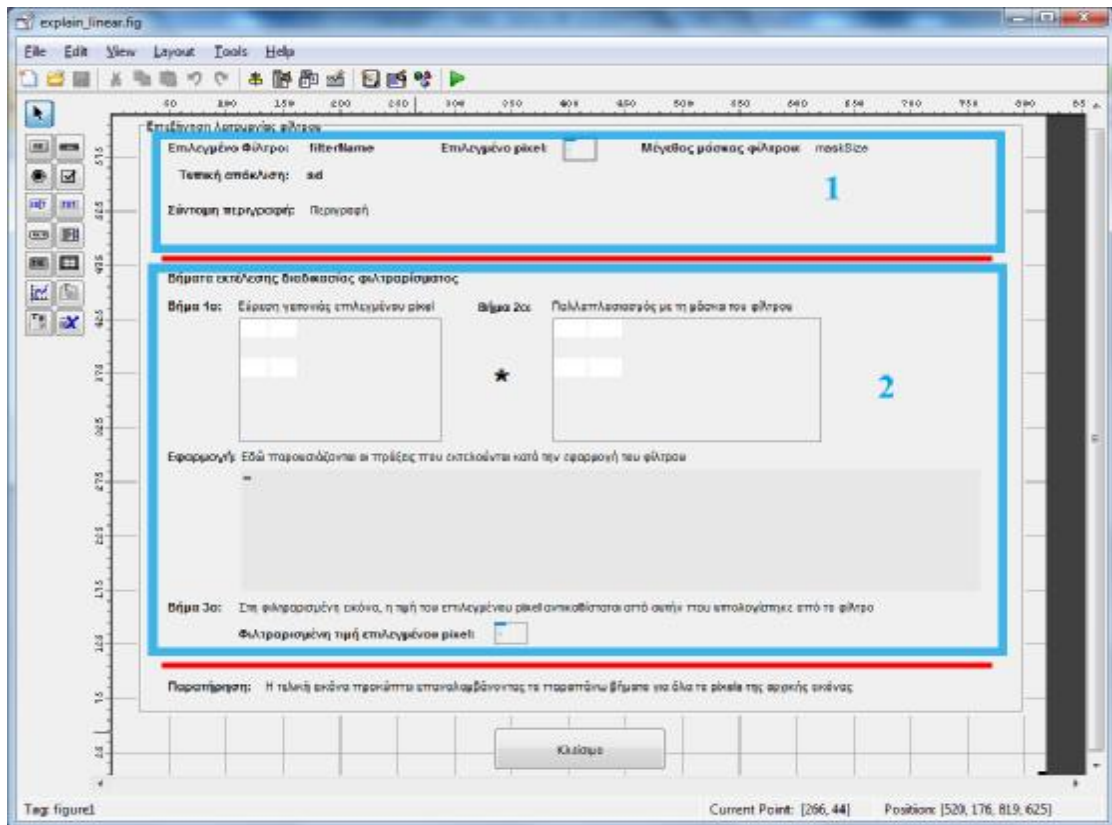 explain_linear.fig
File Edit View Layout Tools Help
Επεξήγηση λειτουργίας φίλτρου
Επιλεγμένο Φίλτρο: filterName Επιλεγμένο pixel: Μέγεθος μάσκας φίλτρου: maskSize
Τυπική απόκλιση: sd
1
Σύντομη περιγραφή: Περιγραφή
Βήματα εκτέλεσης διαδικασίας φιλτραρίσματος
Βήμα 1ο: Εύρεση γειτονιάς επιλεγμένου pixel Βήμα 2ο: Πολλαπλασιασμός με τη μάσκα του φίλτρου
*
2
Εφαρμογή: Εδώ παρουσιάζονται οι πράξεις που εκτελούνται κατά την εφαρμογή του φίλτρου
=
Βήμα 3ο: Στη φιλτραρισμένη εικόνα, η τιμή του επιλεγμένου pixel αντικαθίσταται από αυτήν που υπολογίστηκε από το φίλτρο
Φιλτραρισμένη τιμή επιλεγμένου pixel:
Παρατήρηση: Η τελική εικόνα προκύπτει επαναλαμβάνοντας τα παραπάνω βήματα για όλα τα pixels της αρχικής εικόνας
Κλείσιμο
Tag: figure1 Current Point: [266, 44] Position: [520, 176, 819, 625]